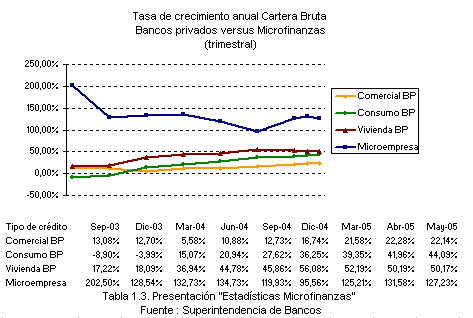 Tasa de crecimiento anual Cartera Bruta
Bancos privados versus Microfinanzas
(trimestral)
250,00%
200,00%
150,00%
100,00%
50,00%
0,00%
-50,00%
Comercial BP
Consumo BP
Vivienda BP
Microempresa
Tipo de crédito Sep-03 Dic-03 Mar-04 Jun-04 Sep-04 Dic-04 Mar-05 Abr-05 May-05
Comercial BP 13,08% 12,70% 5,58% 10,88% 12,73% 16,74% 21,58% 22,28% 22,14%
Consumo BP -8,90% -3,99% 15,07% 20,94% 27,62% 36,25% 39,35% 41,96% 44,09%
Vivienda BP 17,22% 18,09% 36,94% 44,78% 45,86% 56,08% 52,19% 50,19% 50,17%
Microempresa 202,50% 128,54% 132,73% 134,73% 119,93% 95,56% 125,21% 131,58% 127,23%
Tabla 1.3. Presentación "Estadísticas Microfinanzas"
Fuente : Superintendencia de Bancos